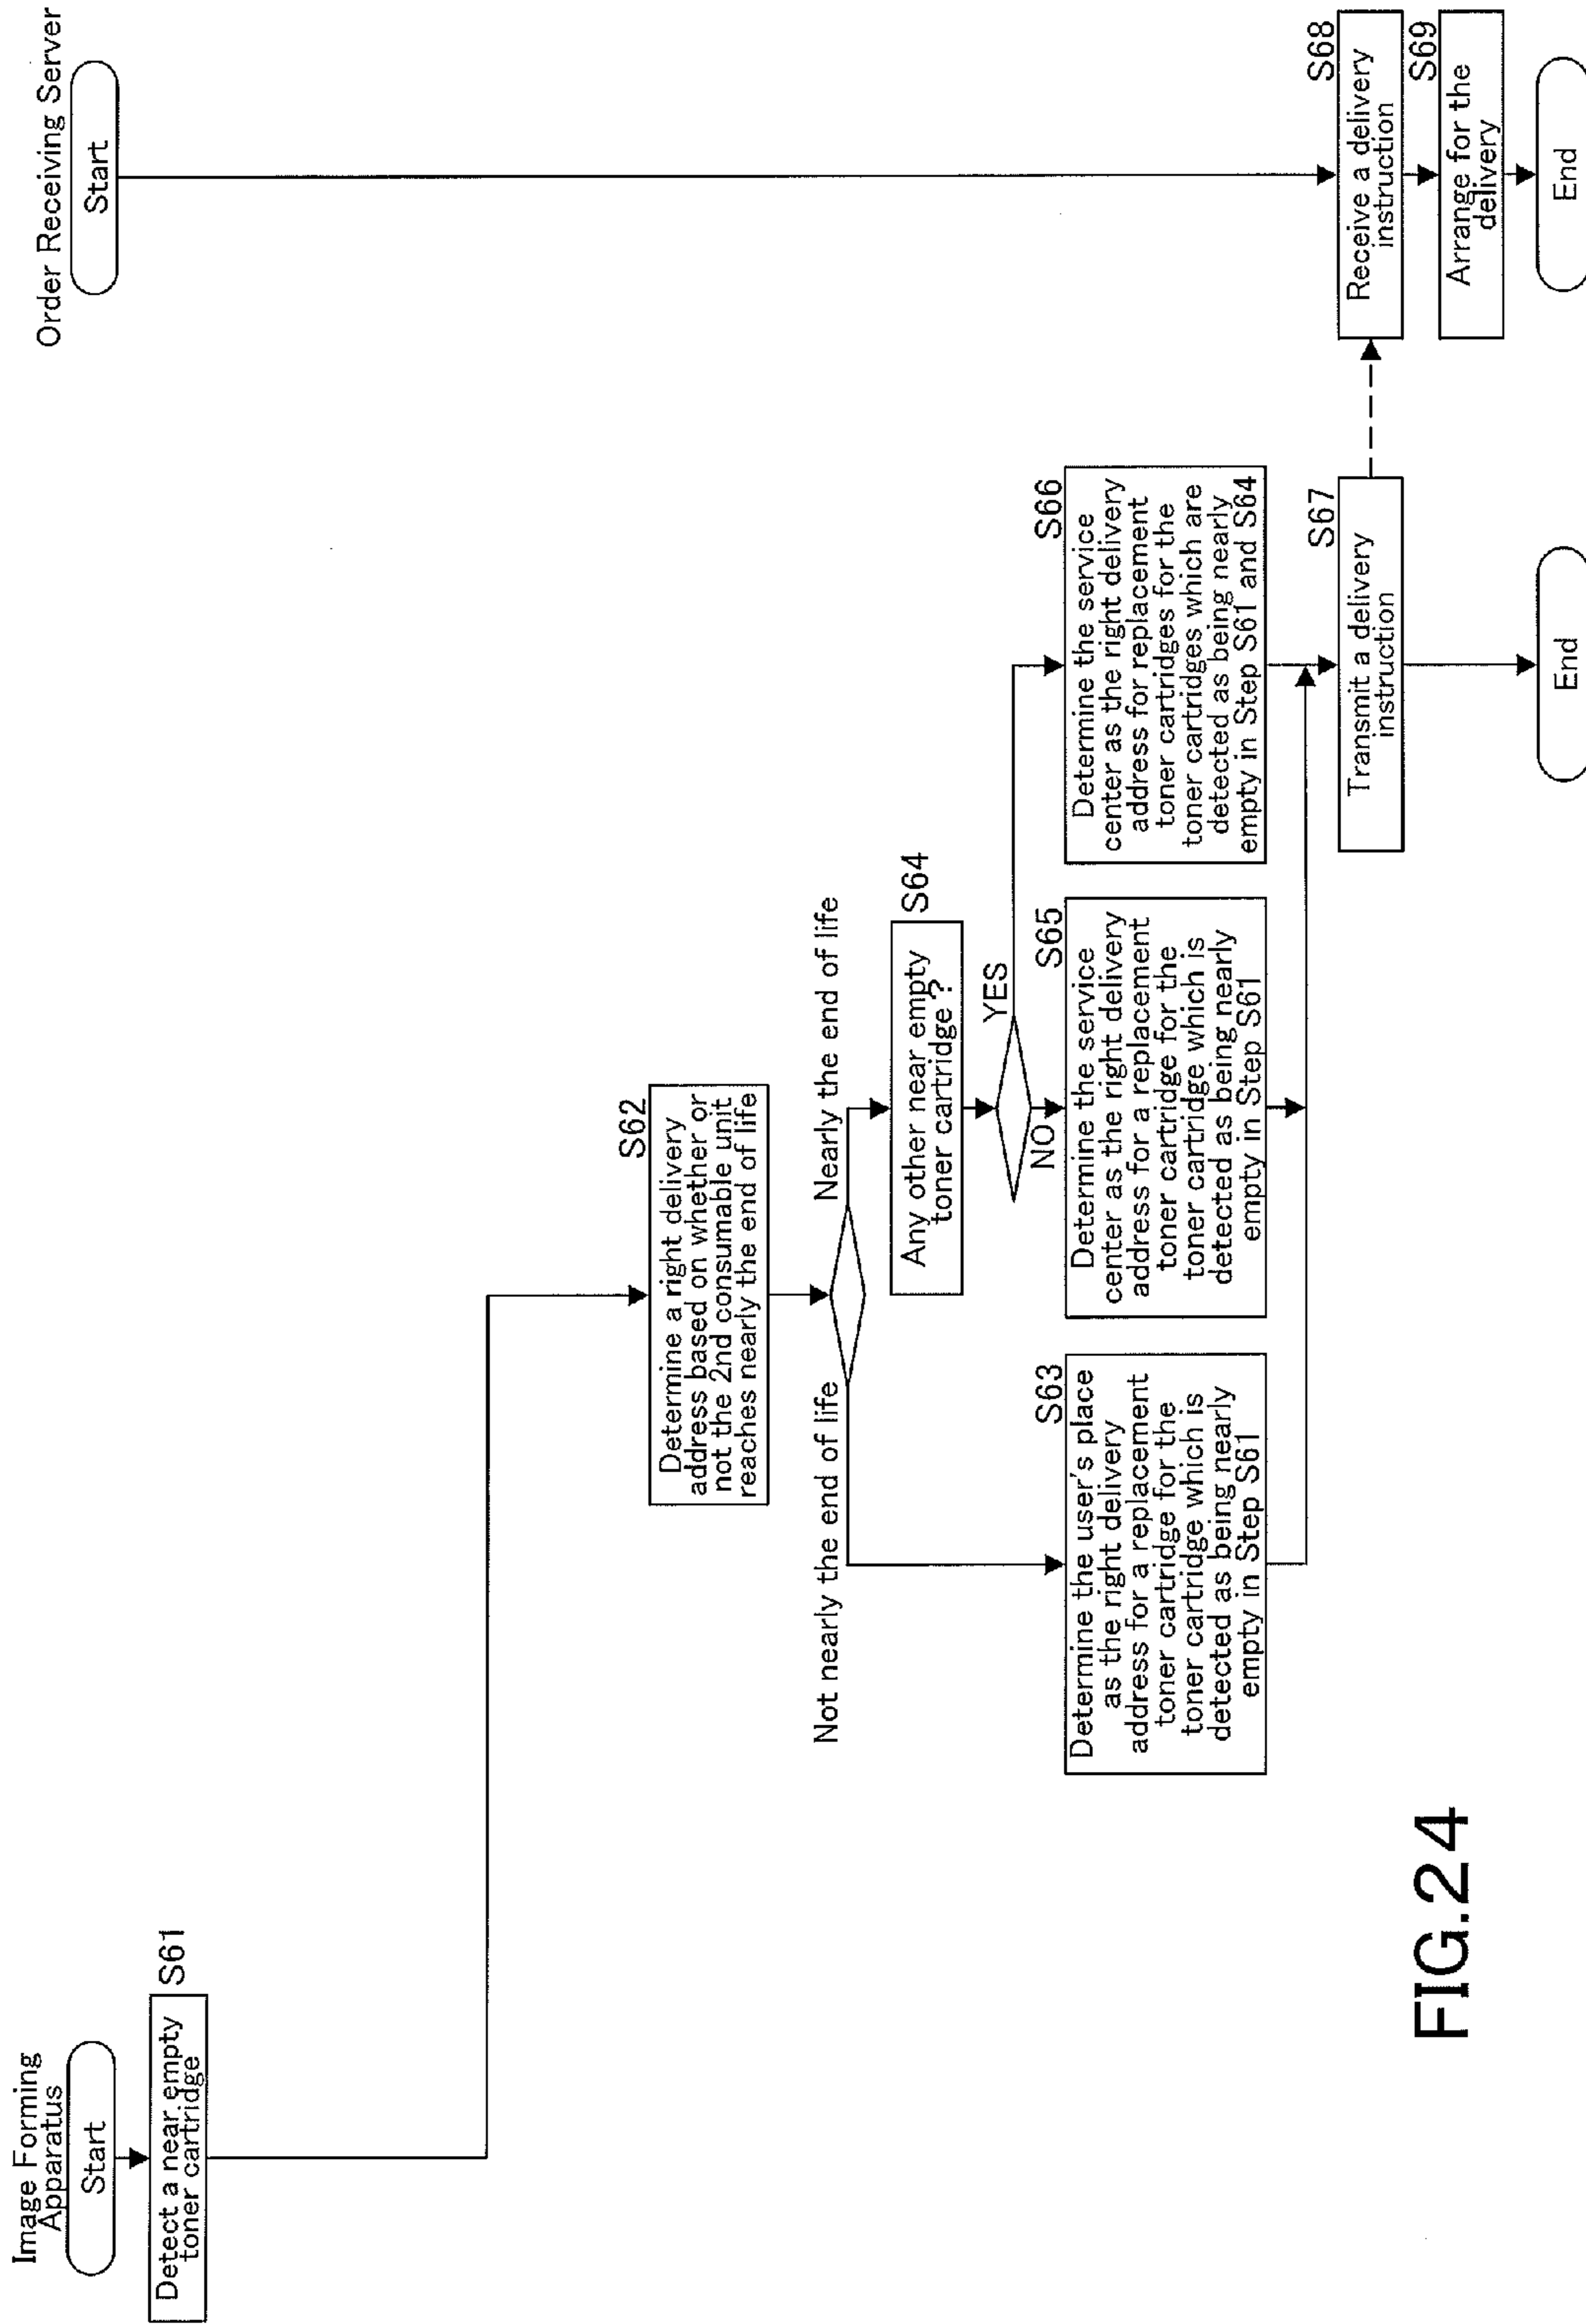 Image Forming
Apparatus
Start
Detect a near empty
toner cartridge
S61
Order Receiving Server
Start
S62
Determine a right delivery
address based on whether or
not the 2nd consumable unit
reaches nearly the end of life
Not nearly the end of life
Nearly the end of life
Any other near empty
toner cartridge ?
S64
NO
YES
S63
Determine the user's place
as the right delivery
address for a replacement
toner cartridge for the
toner cartridge which is
detected as being nearly
empty in Step S61
S65
Determine the service
center as the right delivery
address for a replacement
toner cartridge for the
toner cartridge which is
detected as being nearly
empty in Step S61
S66
Determine the service
center as the right delivery
address for replacement
toner cartridges for the
toner cartridges which are
detected as being nearly
empty in Step S61 and S64
S67
Transmit a delivery
instruction
End
S68
Receive a delivery
instruction
S69
Arrange for the
delivery
End
FIG.24